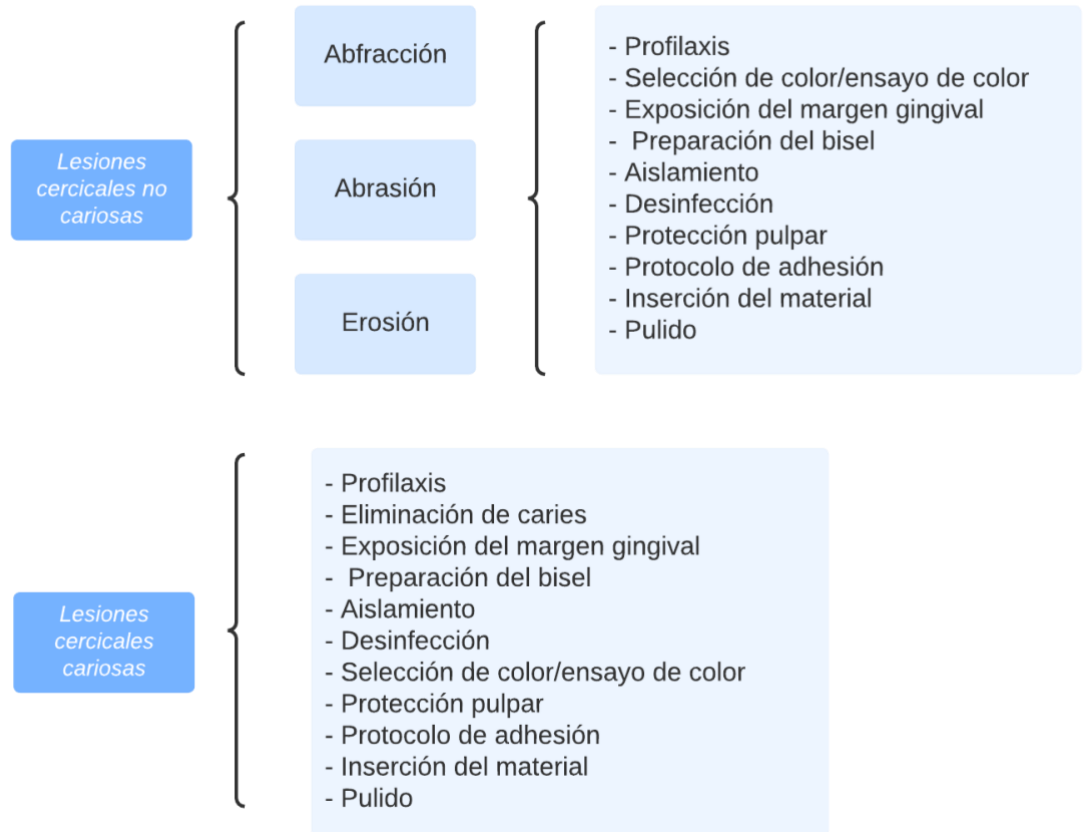 Lesiones
cercicales no
cariosas
Abfracción
Abrasión
Erosión
- Profilaxis
- Selección de color/ensayo de color
- Exposición del margen gingival
- Preparación del bisel
- Aislamiento
- Desinfección
- Protección pulpar
- Protocolo de adhesión
- Inserción del material
- Pulido
Lesiones
cercicales
cariosas
- Profilaxis
- Eliminación de caries
- Exposición del margen gingival
- Preparación del bisel
- Aislamiento
- Desinfección
- Selección de color/ensayo de color
- Protección pulpar
- Protocolo de adhesión
- Inserción del material
- Pulido